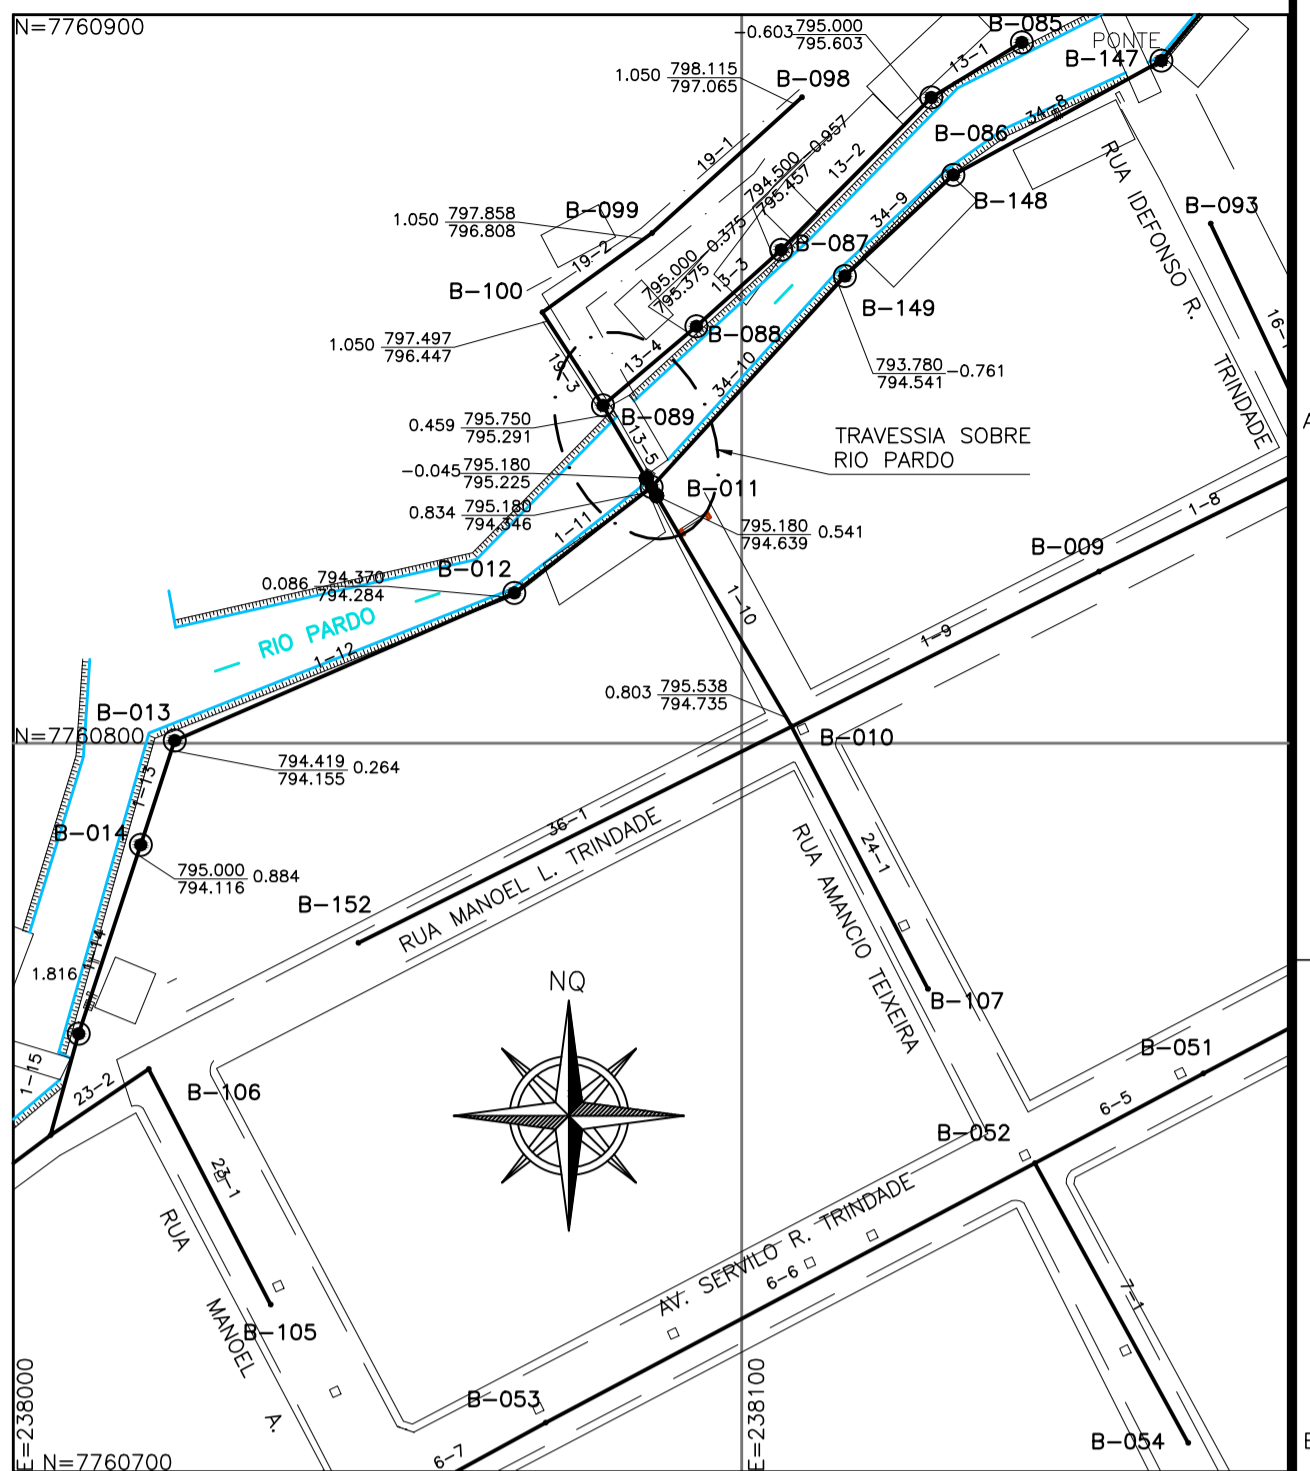 N=7760900
B-085
-0.603 795.000
795.603
13-1
PONTE
B-147
1.050 798.115
797.065
B-098
34-8
B-086
19-1
13-2
794.500 -0.957
795.457
RUA IDEFONSO R.
TRINDADE
B-148
B-093
34-9
B-099
1.050 797.858
796.808
19-2
B-087
795.000 0.375
795.375
13-3
B-100
B-149
B-088
16-1
1.050 797.497
796.447
19-3
13-4
34-10
793.780 -0.761
794.541
B-089
0.459 795.750
795.291
13-5
TRAVESSIA SOBRE
RIO PARDO
-0.045 795.180
795.225
B-011
0.834 795.180
794.346
1-11
795.180 0.541
794.639
1-8
B-009
B-012
0.086 794.370
794.284
1-10
1-9
RIO PARDO
1-12
0.803 795.538
794.735
B-013
N=7760800
B-010
794.419 0.264
794.155
1-13
B-014
36-1
24-1
795.000 0.884
794.116
RUA MANOEL L. TRINDADE
RUA AMANCIO TEIXEIRA
B-152
1-14
1.816
NQ
B-107
B-051
1-15
23-2
B-106
6-5
B-052
23-1
RUA
MANOEL
A.
AV. SERVILO R. TRINDADE
6-6
7-1
B-105
B-053
B-054
6-7
E=238000
E=238100
N=7760700